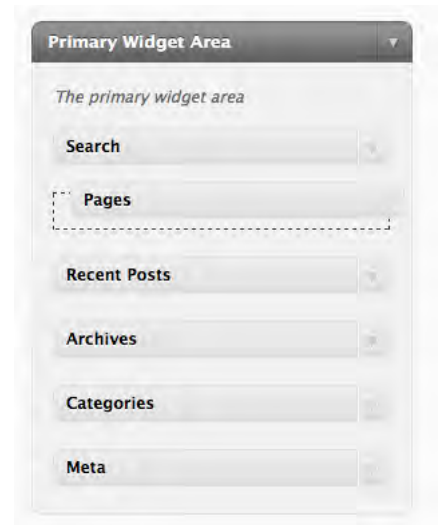 Primary Widget Area
The primary widget area
Search
Pages
Recent Posts
Archives
Categories
Meta